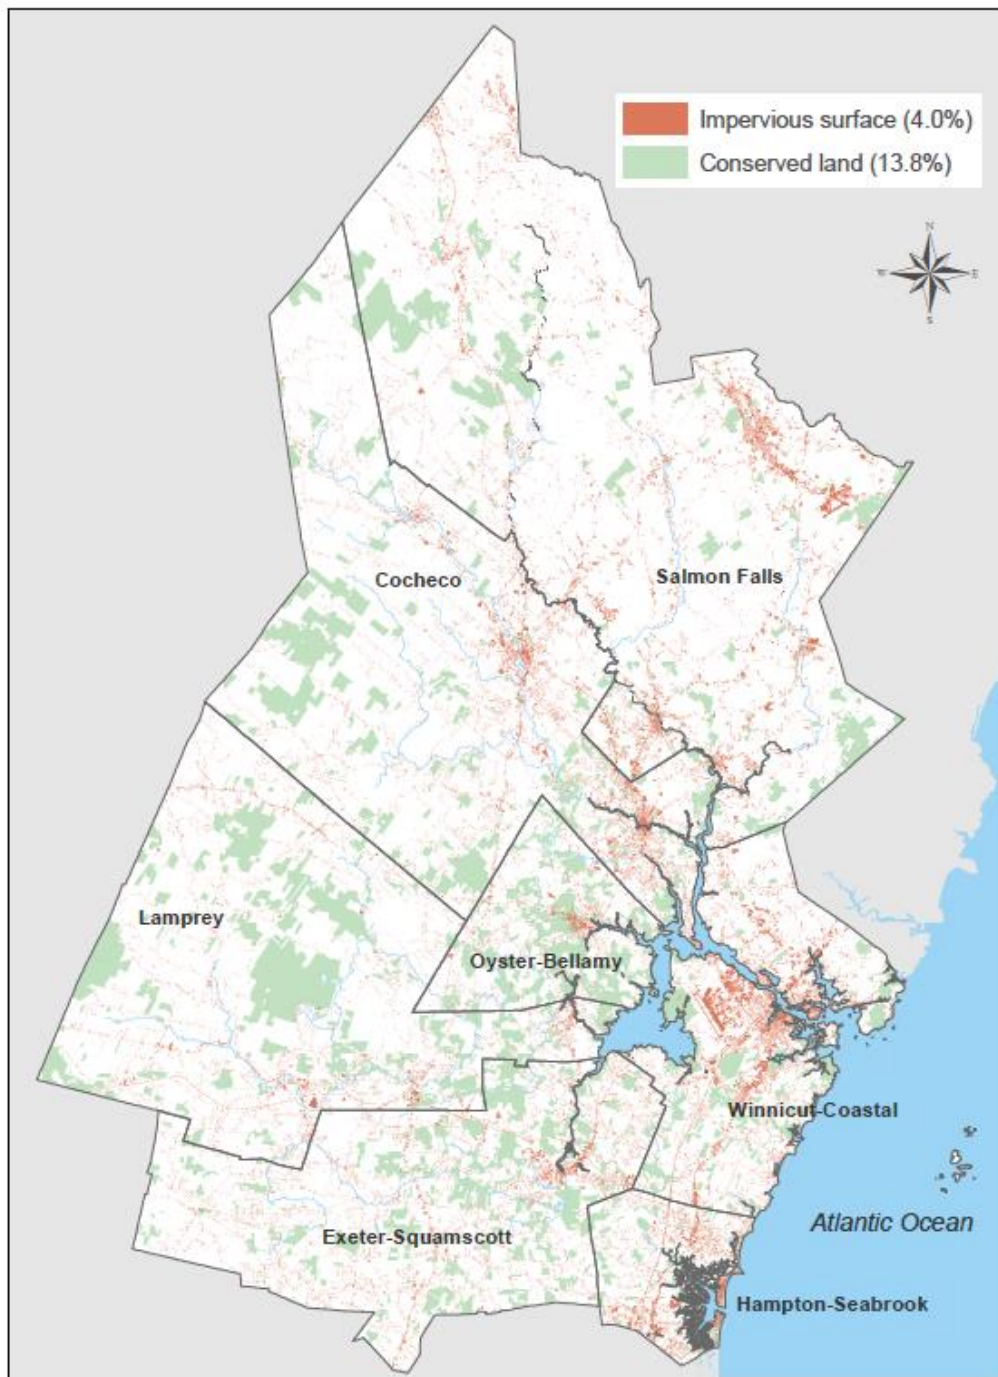 Impervious surface (4.0%)
Conserved land (13.8%)
N
W
E
S
Cocheco
Salmon Falls
Lamprey
Oyster-Bellamy
Winnicut-Coastal
Atlantic Ocean
Exeter-Squamscott
Hampton-Seabrook